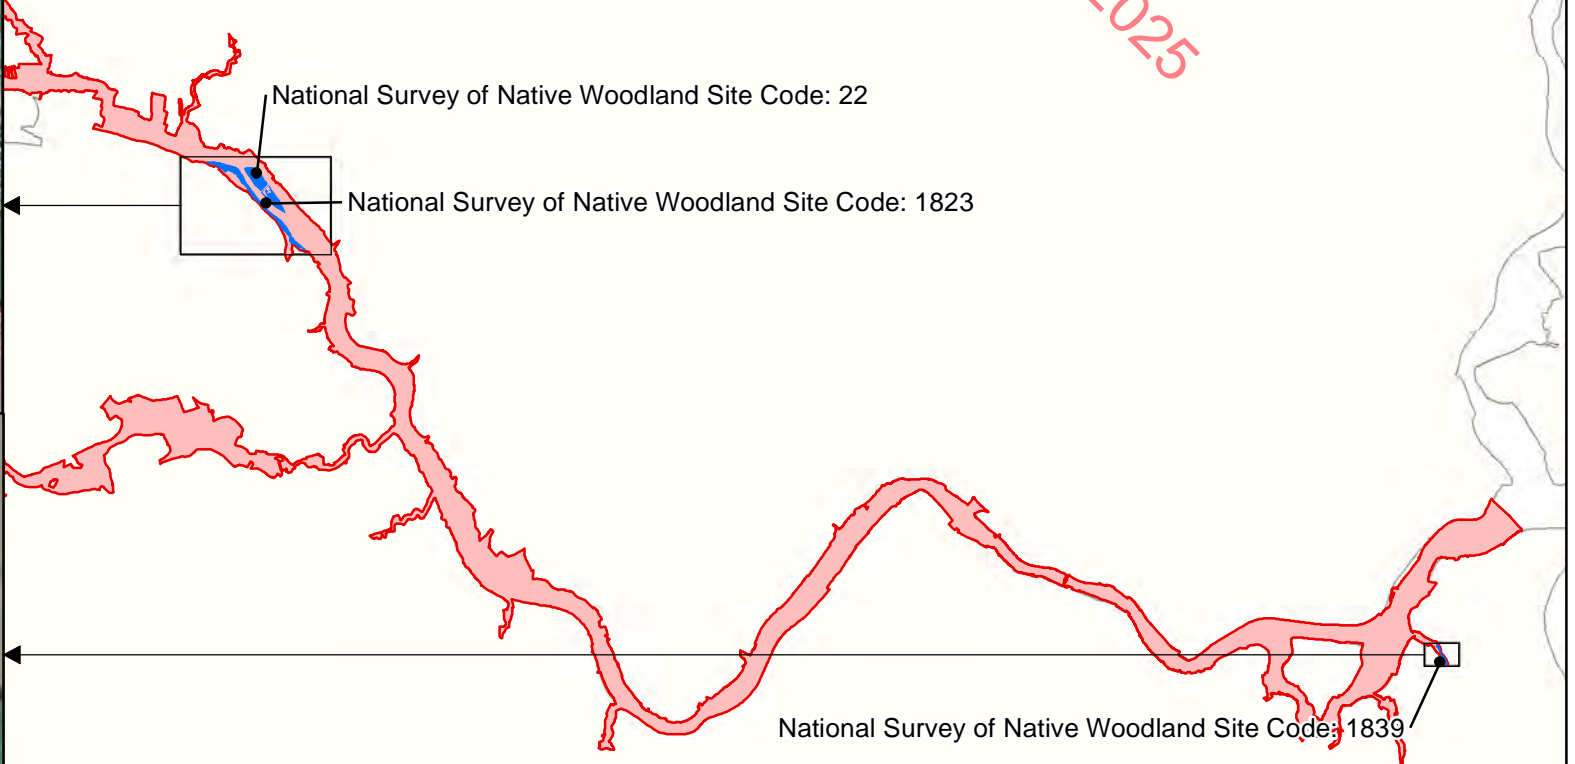 2025
National Survey of Native Woodland Site Code: 22
National Survey of Native Woodland Site Code: 1823
National Survey of Native Woodland Site Code: 1839